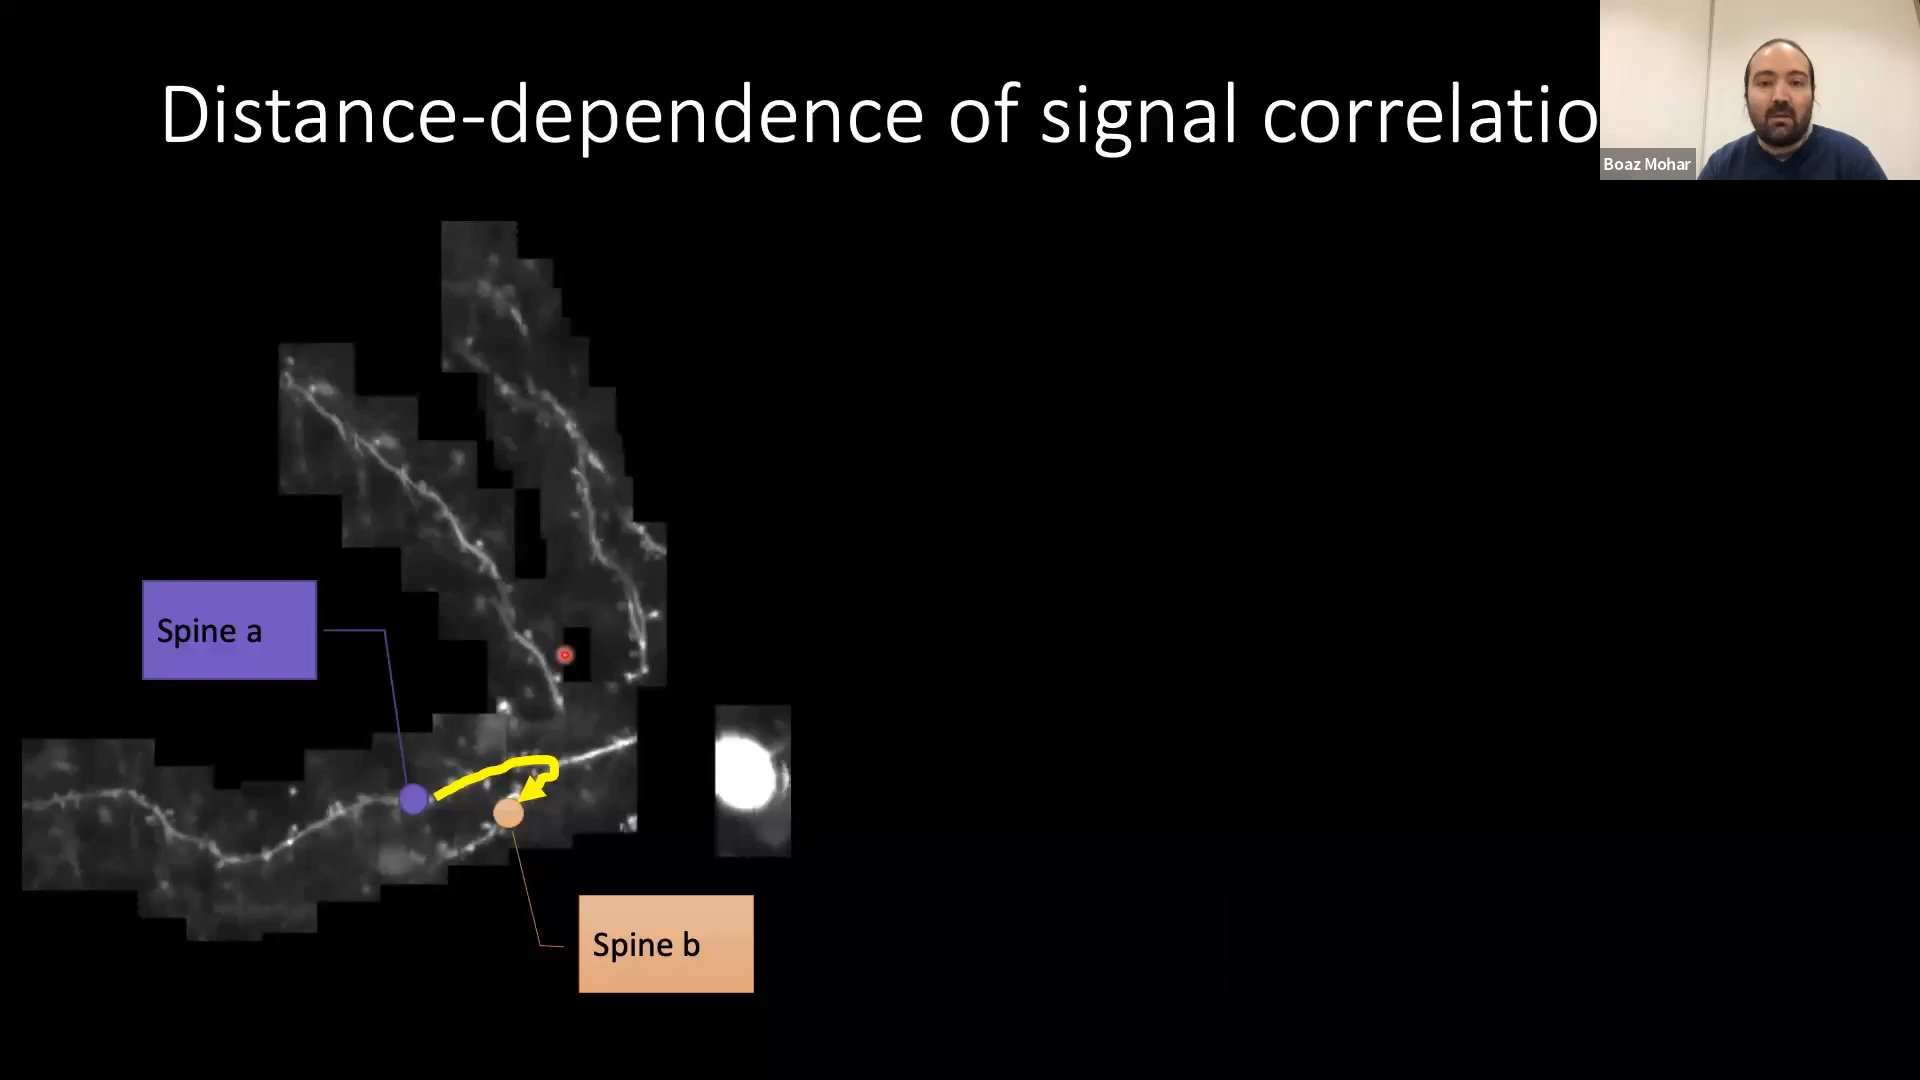 Distance-dependence of signal correlatio
Boaz Mohar
Spine a
Spine b